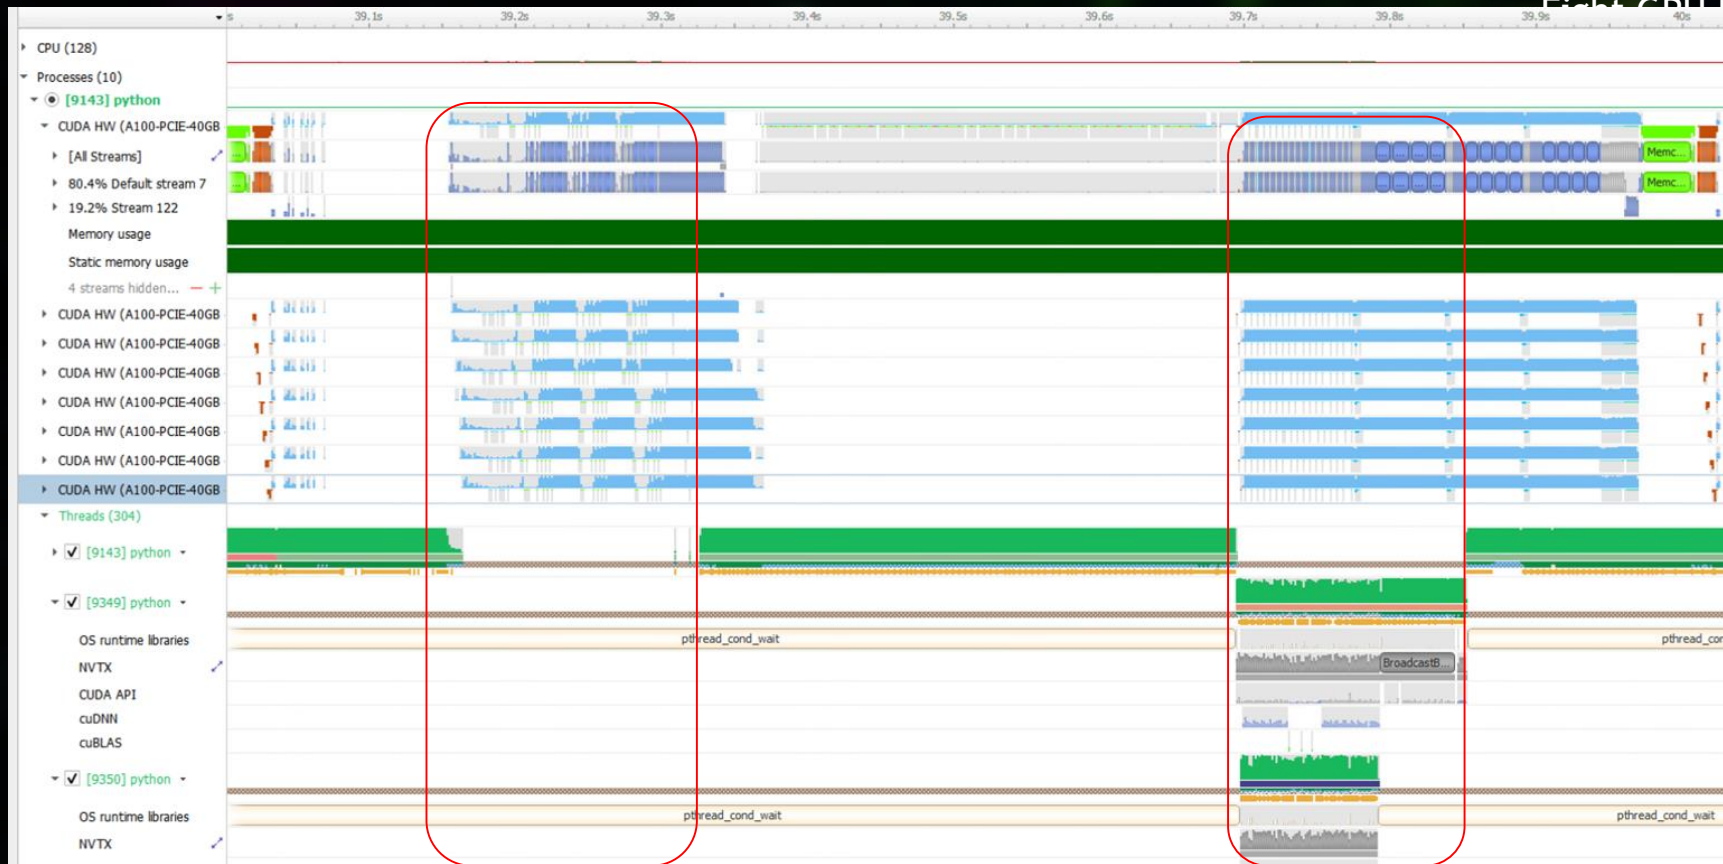 Eight GPU
s 39.1s 39.2s 39.3s 39.4s 39.5s 39.6s 39.7s 39.8s 39.9s 40s
CPU (128)
Processes (10)
[9143] python
CUDA HW (A100-PCIE-40GB
[All Streams]
Memc...
80.4% Default stream 7
Memc...
19.2% Stream 122
Memory usage
Static memory usage
4 streams hidden...
CUDA HW (A100-PCIE-40GB
CUDA HW (A100-PCIE-40GB
CUDA HW (A100-PCIE-40GB
CUDA HW (A100-PCIE-40GB
CUDA HW (A100-PCIE-40GB
CUDA HW (A100-PCIE-40GB
CUDA HW (A100-PCIE-40GB
Threads (304)
[9143] python
[9349] python
OS runtime libraries pthread_cond_wait pthread_cor
NVTX BroadcastB...
CUDA API
cuDNN
cuBLAS
[9350] python
OS runtime libraries pthread_cond_wait pthread_cond_wait
NVTX